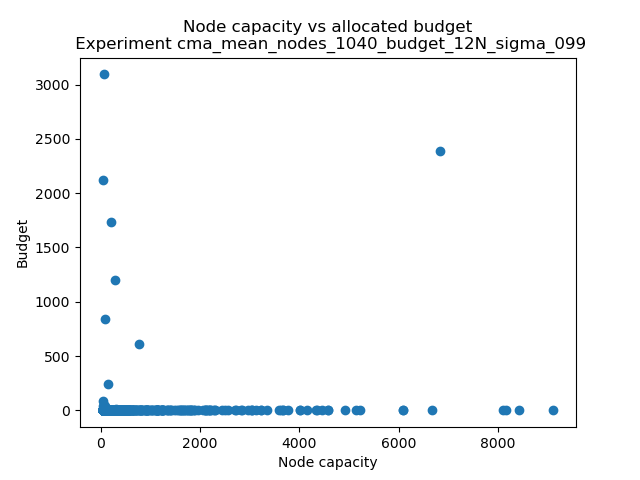 Node capacity vs allocated budget
Experiment cma_mean_nodes_1040_budget_12N_sigma_099
3000
2500
2000
1500
1000
500
0
Budget
0 2000 4000 6000 8000
Node capacity